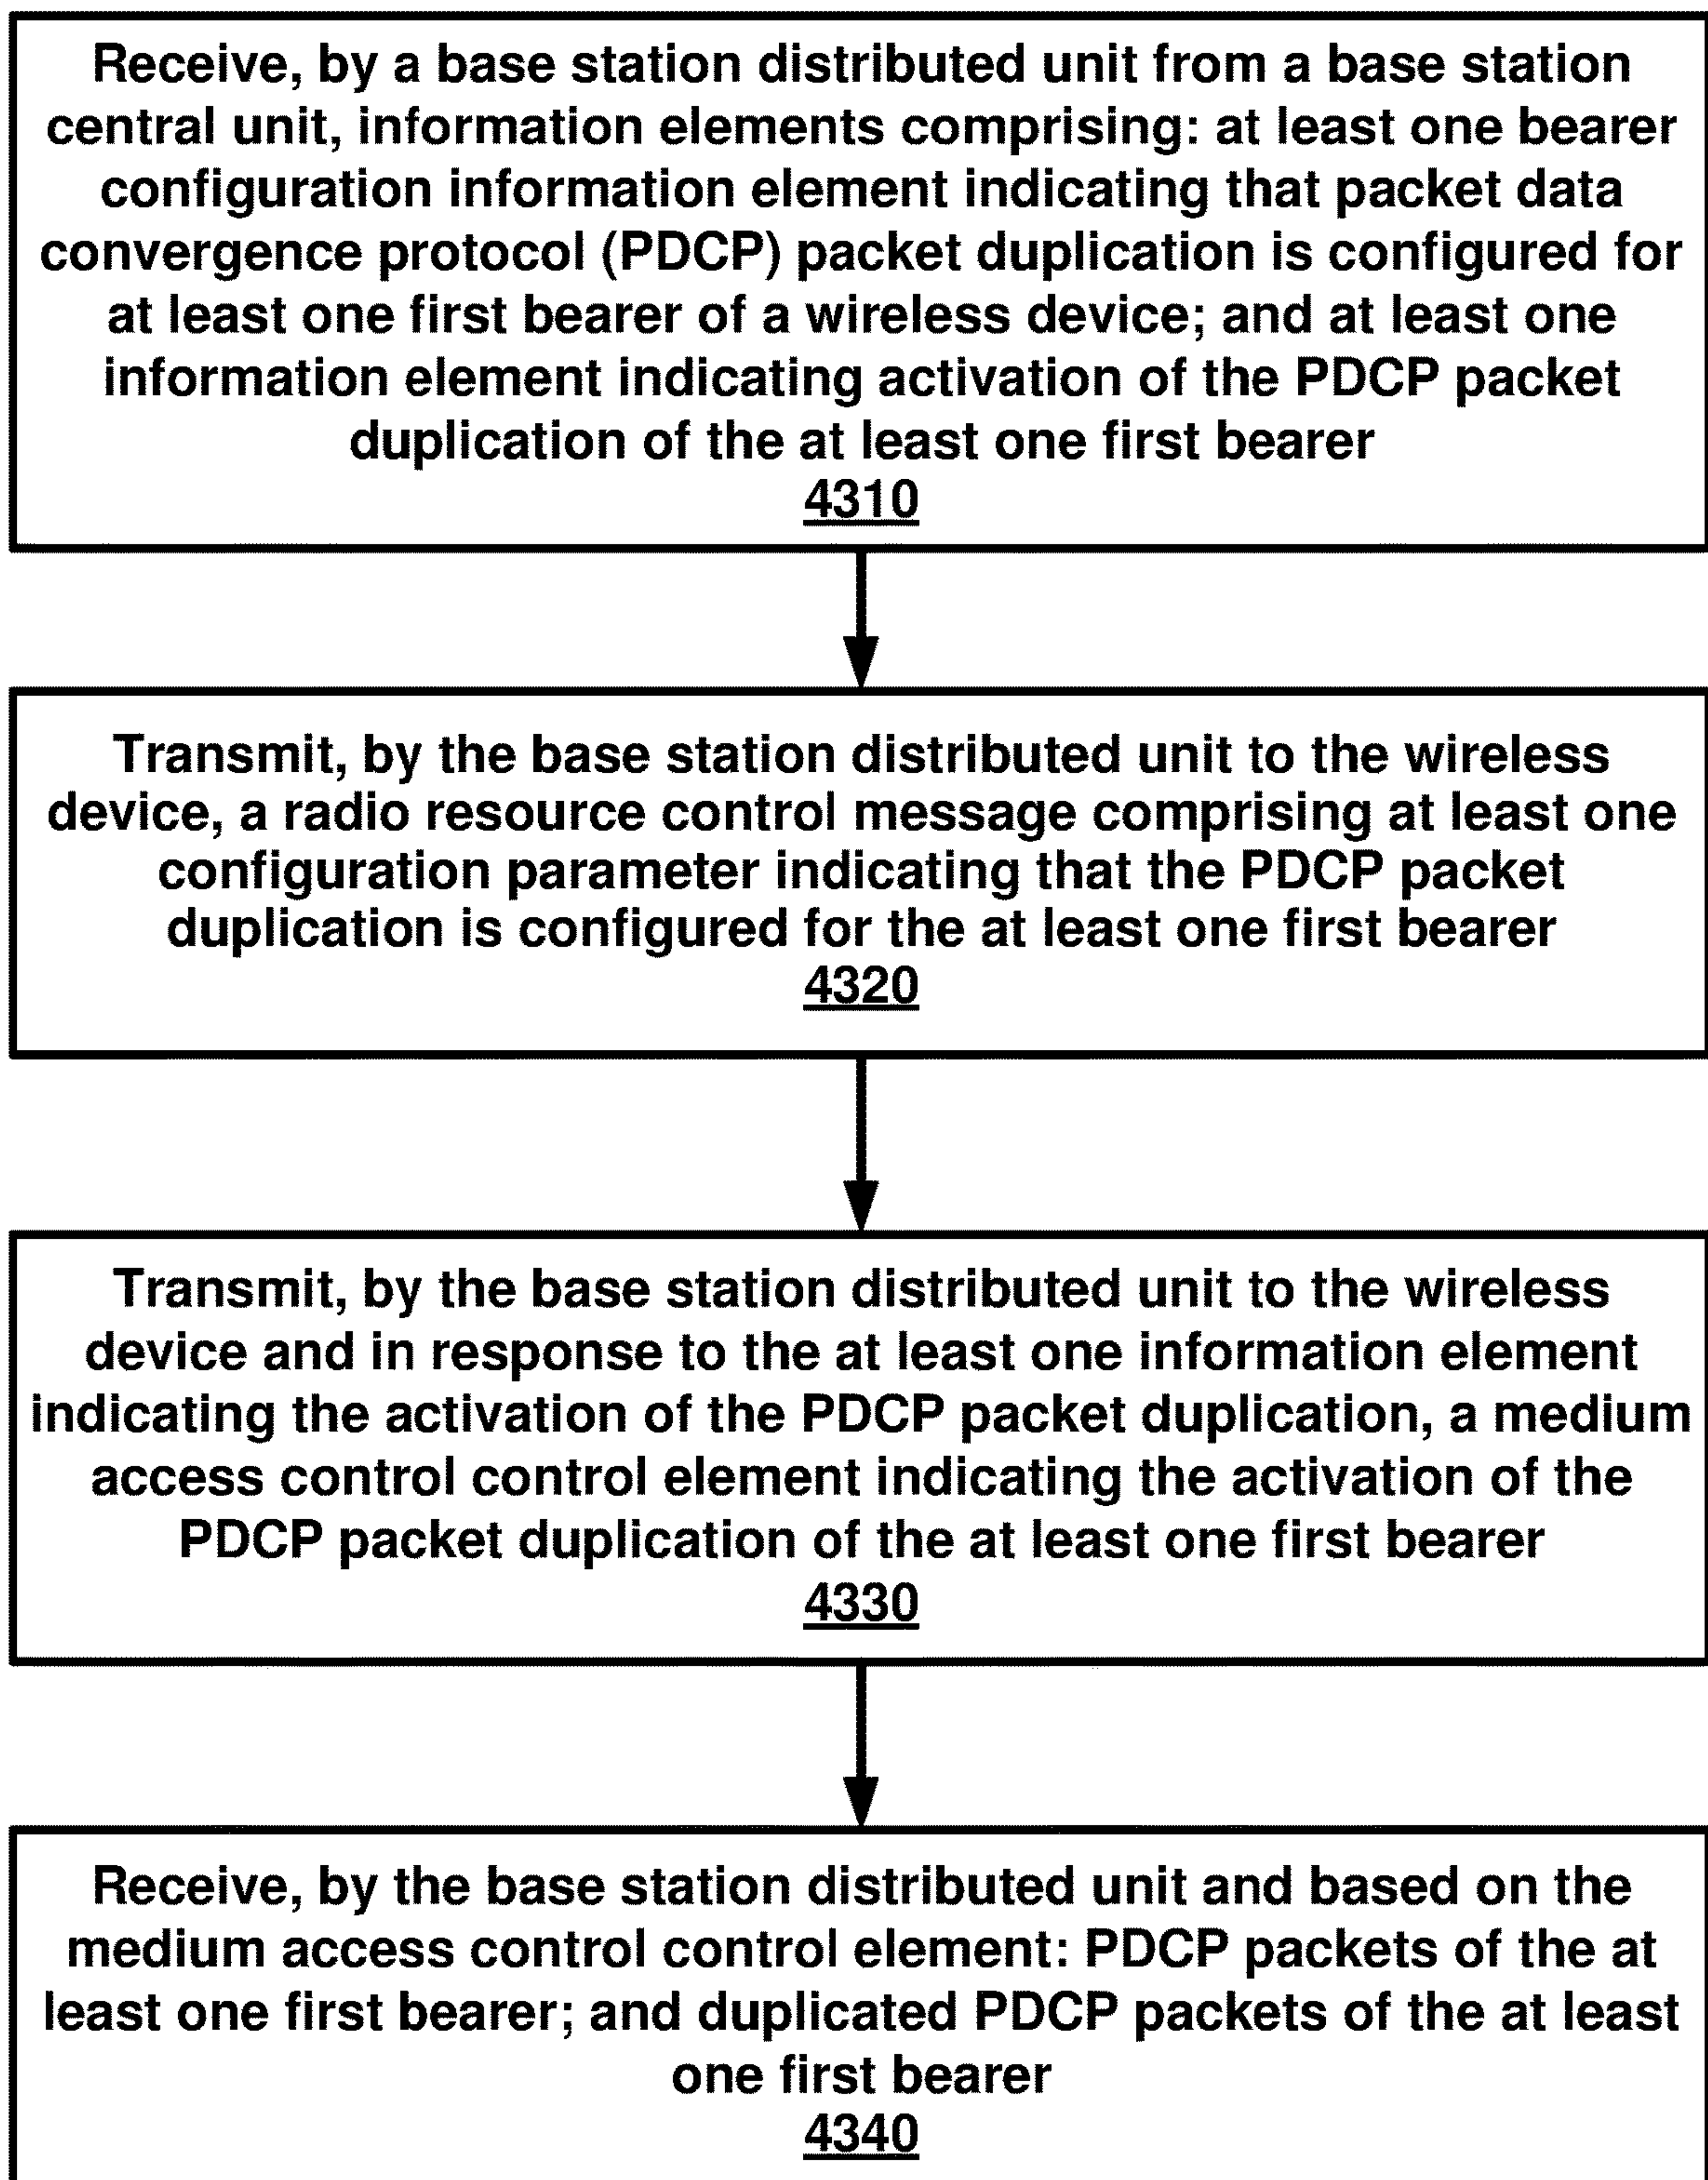 Receive, by a base station distributed unit from a base station
central unit, information elements comprising: at least one bearer
configuration information element indicating that packet data
convergence protocol (PDCP) packet duplication is configured for
at least one first bearer of a wireless device; and at least one
information element indicating activation of the PDCP packet
duplication of the at least one first bearer
4310
Transmit, by the base station distributed unit to the wireless
device, a radio resource control message comprising at least one
configuration parameter indicating that the PDCP packet
duplication is configured for the at least one first bearer
4320
Transmit, by the base station distributed unit to the wireless
device and in response to the at least one information element
indicating the activation of the PDCP packet duplication, a medium
access control control element indicating the activation of the
PDCP packet duplication of the at least one first bearer
4330
Receive, by the base station distributed unit and based on the
medium access control control element: PDCP packets of the at
least one first bearer; and duplicated PDCP packets of the at least
one first bearer
4340